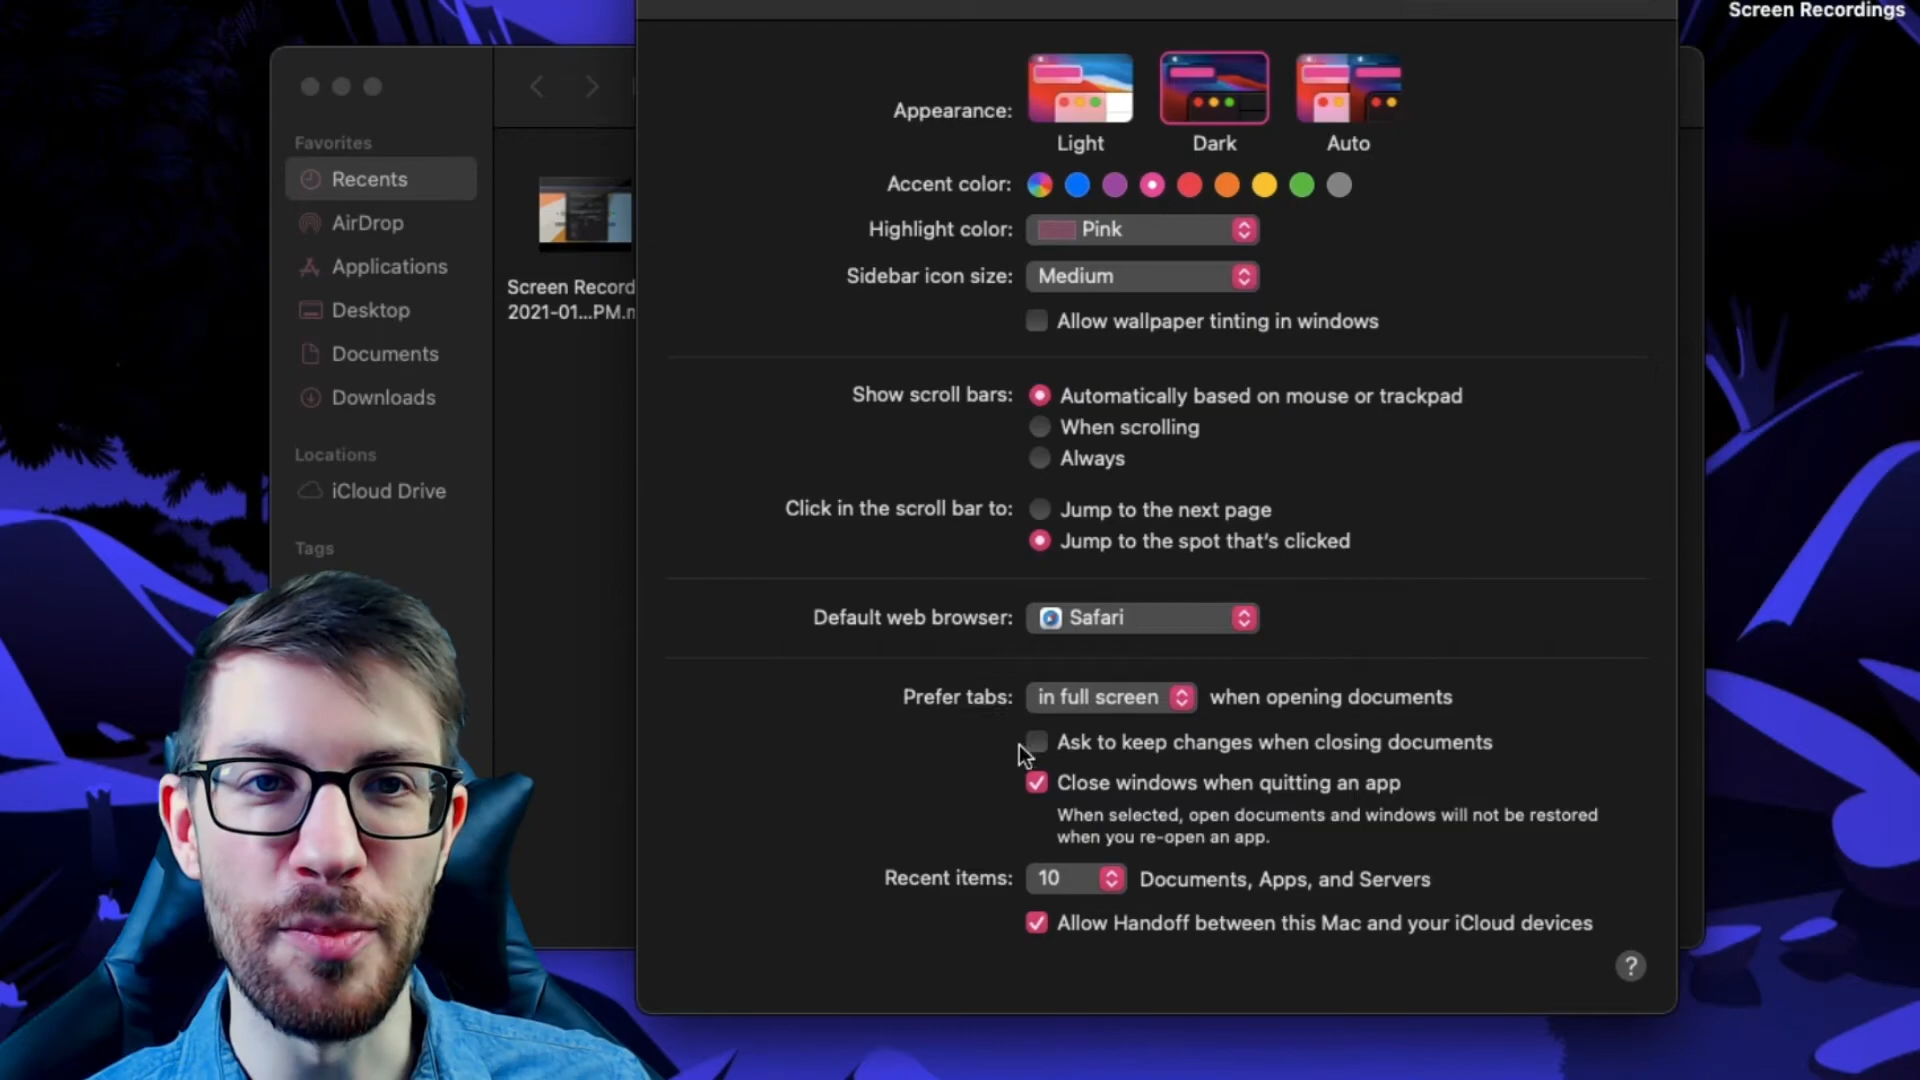 Screen Recordings
Favorites
Recents
AirDrop
Applications
Desktop
Documents
Downloads
Locations
iCloud Drive
Tags
Screen Record
2021-01...PM.m
Appearance:
Light
Dark
Auto
Accent color:
Highlight color: Pink
Sidebar icon size: Medium
Allow wallpaper tinting in windows
Show scroll bars: Automatically based on mouse or trackpad
When scrolling
Always
Click in the scroll bar to: Jump to the next page
Jump to the spot that's clicked
Default web browser: Safari
Prefer tabs: in full screen when opening documents
Ask to keep changes when closing documents
Close windows when quitting an app
When selected, open documents and windows will not be restored
when you re-open an app.
Recent items: 10 Documents, Apps, and Servers
Allow Handoff between this Mac and your iCloud devices
?